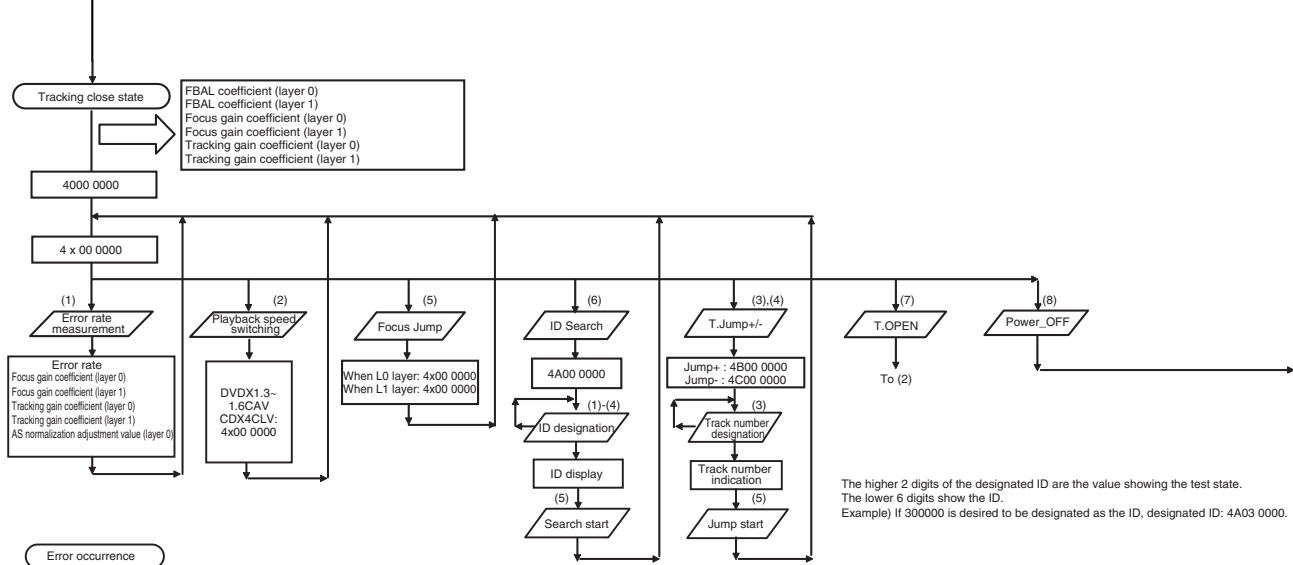 Tracking close state
FBAL coefficient (layer 0)
FBAL coefficient (layer 1)
Focus gain coefficient (layer 0)
Focus gain coefficient (layer 1)
Tracking gain coefficient (layer 0)
Tracking gain coefficient (layer 1)
4000 0000
4 x 00 0000
(1)
Error rate
measurement
Error rate
Focus gain coefficient (layer 0)
Focus gain coefficient (layer 1)
Tracking gain coefficient (layer 0)
Tracking gain coefficient (layer 1)
AS normalization adjustment value (layer 0)
(2)
Playback speed
switching
DVDX1.3~
1.6CAV
CDX4CLV:
4x00 0000
(5)
Focus Jump
When L0 layer: 4x00 0000
When L1 layer: 4x00 0000
(6)
ID Search
4A00 0000
(1)-(4)
ID designation
ID display
(5)
Search start
(3),(4)
T.Jump+/-
Jump+ : 4B00 0000
Jump- : 4C00 0000
(3)
Track number
designation
Track number
indication
(5)
Jump start
(7)
T.OPEN
To (2)
(8)
Power_OFF
The higher 2 digits of the designated ID are the value showing the test state.
The lower 6 digits show the ID.
Example) If 300000 is desired to be designated as the ID, designated ID: 4A03 0000.
Error occurrence